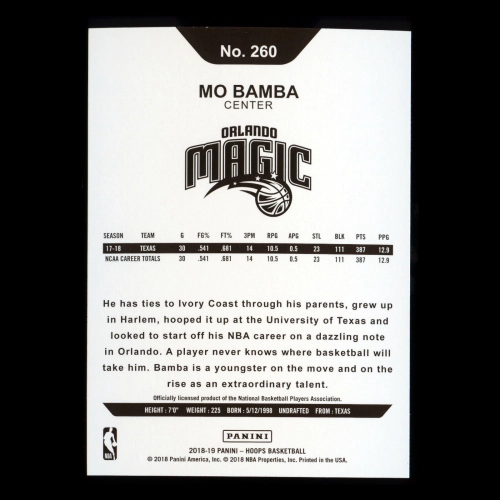 No. 260
MO BAMBA
CENTER
ORLANDO
MAGIC
SEASON TEAM G FG% FT% 3PM RPG APG STL BLK PTS PPG
17-18 TEXAS 30 .541 .681 14 10.5 0.5 23 111 387 12.9
NCAA CAREER TOTALS 30 .541 .681 14 10.5 0.5 23 111 387 12.9
He has ties to Ivory Coast through his parents, grew up
in Harlem, hooped it up at the University of Texas and
looked to start off his NBA career on a dazzling note
in Orlando. A player never knows where basketball will
take him. Bamba is a youngster on the move and on the
rise as an extraordinary talent.
Officially licensed product of the National Basketball Players Association.
HEIGHT: 7'0" WEIGHT: 225 BORN: 5/12/1998 UNDRAFTED FROM: TEXAS
PANINI
NBA
2018-19 PANINI – HOOPS BASKETBALL
© 2018 Panini America, Inc. © 2018 NBA Properties, Inc. Printed in the USA.